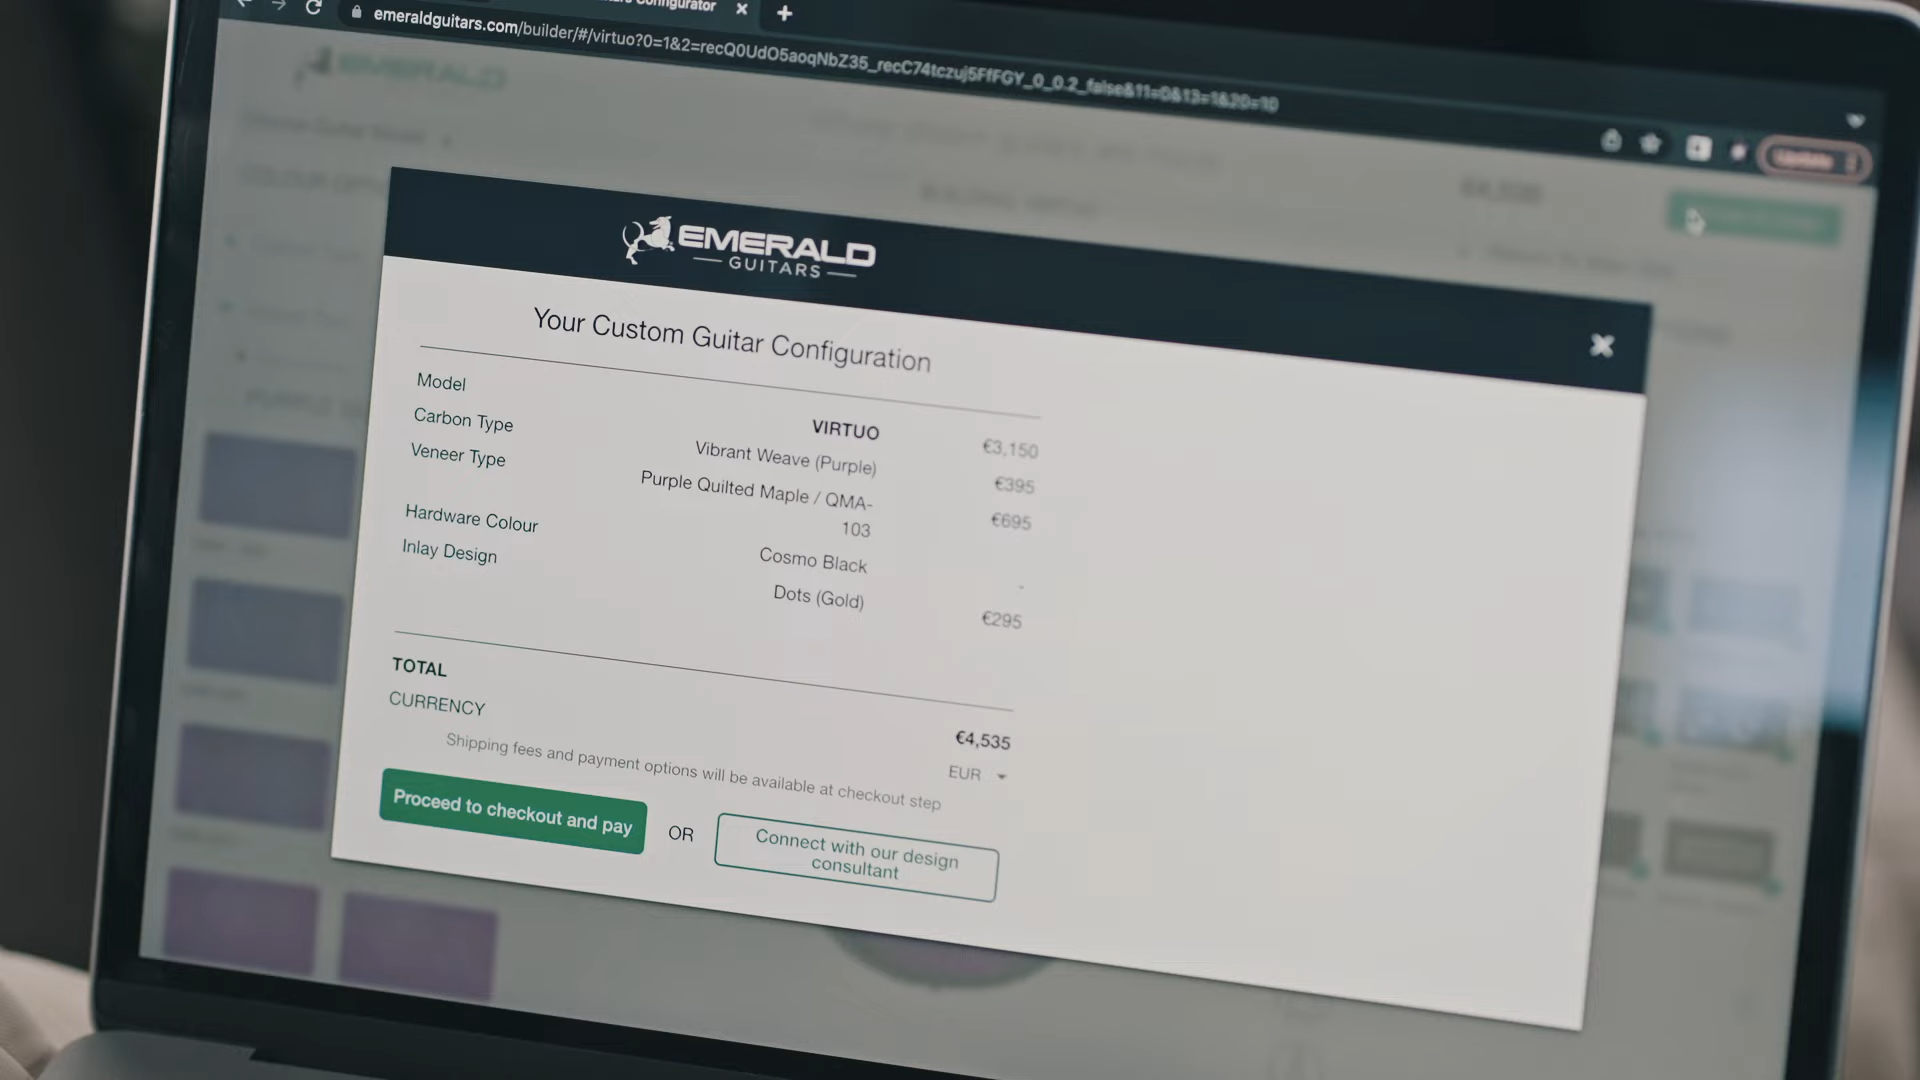 emeraldguitars.com/builder/#/virtuo?0=1&2=recQ0UdO5aoqNbZ35_recC74tczuj5FfFGY_0_0.2_false&11=0&13=1&20=10
EMERALD
EMERALD
GUITARS
Your Custom Guitar Configuration
Model VIRTUO €3,150
Carbon Type Vibrant Weave (Purple) €395
Veneer Type Purple Quilted Maple / QMA-
103 €695
Hardware Colour Cosmo Black -
Inlay Design Dots (Gold) €295
TOTAL €4,535
CURRENCY EUR
Shipping fees and payment options will be available at checkout step
Proceed to checkout and pay
OR
Connect with our design
consultant